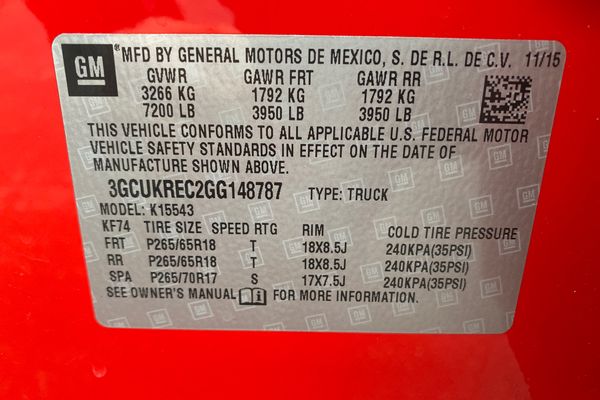 GM MFD BY GENERAL MOTORS DE MEXICO, S. DE R.L. DE C.V. 11/15
GVWR GAWR FRT GAWR RR
3266 KG 1792 KG 1792 KG
7200 LB 3950 LB 3950 LB
THIS VEHICLE CONFORMS TO ALL APPLICABLE U.S. FEDERAL MOTOR
VEHICLE SAFETY STANDARDS IN EFFECT ON THE DATE OF
MANUFACTURE SHOWN ABOVE.
3GCUKREC2GG148787 TYPE: TRUCK
MODEL: K15543
KF74 TIRE SIZE SPEED RTG RIM COLD TIRE PRESSURE
FRT P265/65R18 T 18X8.5J 240KPA(35PSI)
RR P265/65R18 T 18X8.5J 240KPA(35PSI)
SPA P265/70R17 S 17X7.5J 240KPA(35PSI)
SEE OWNER'S MANUAL FOR MORE INFORMATION.